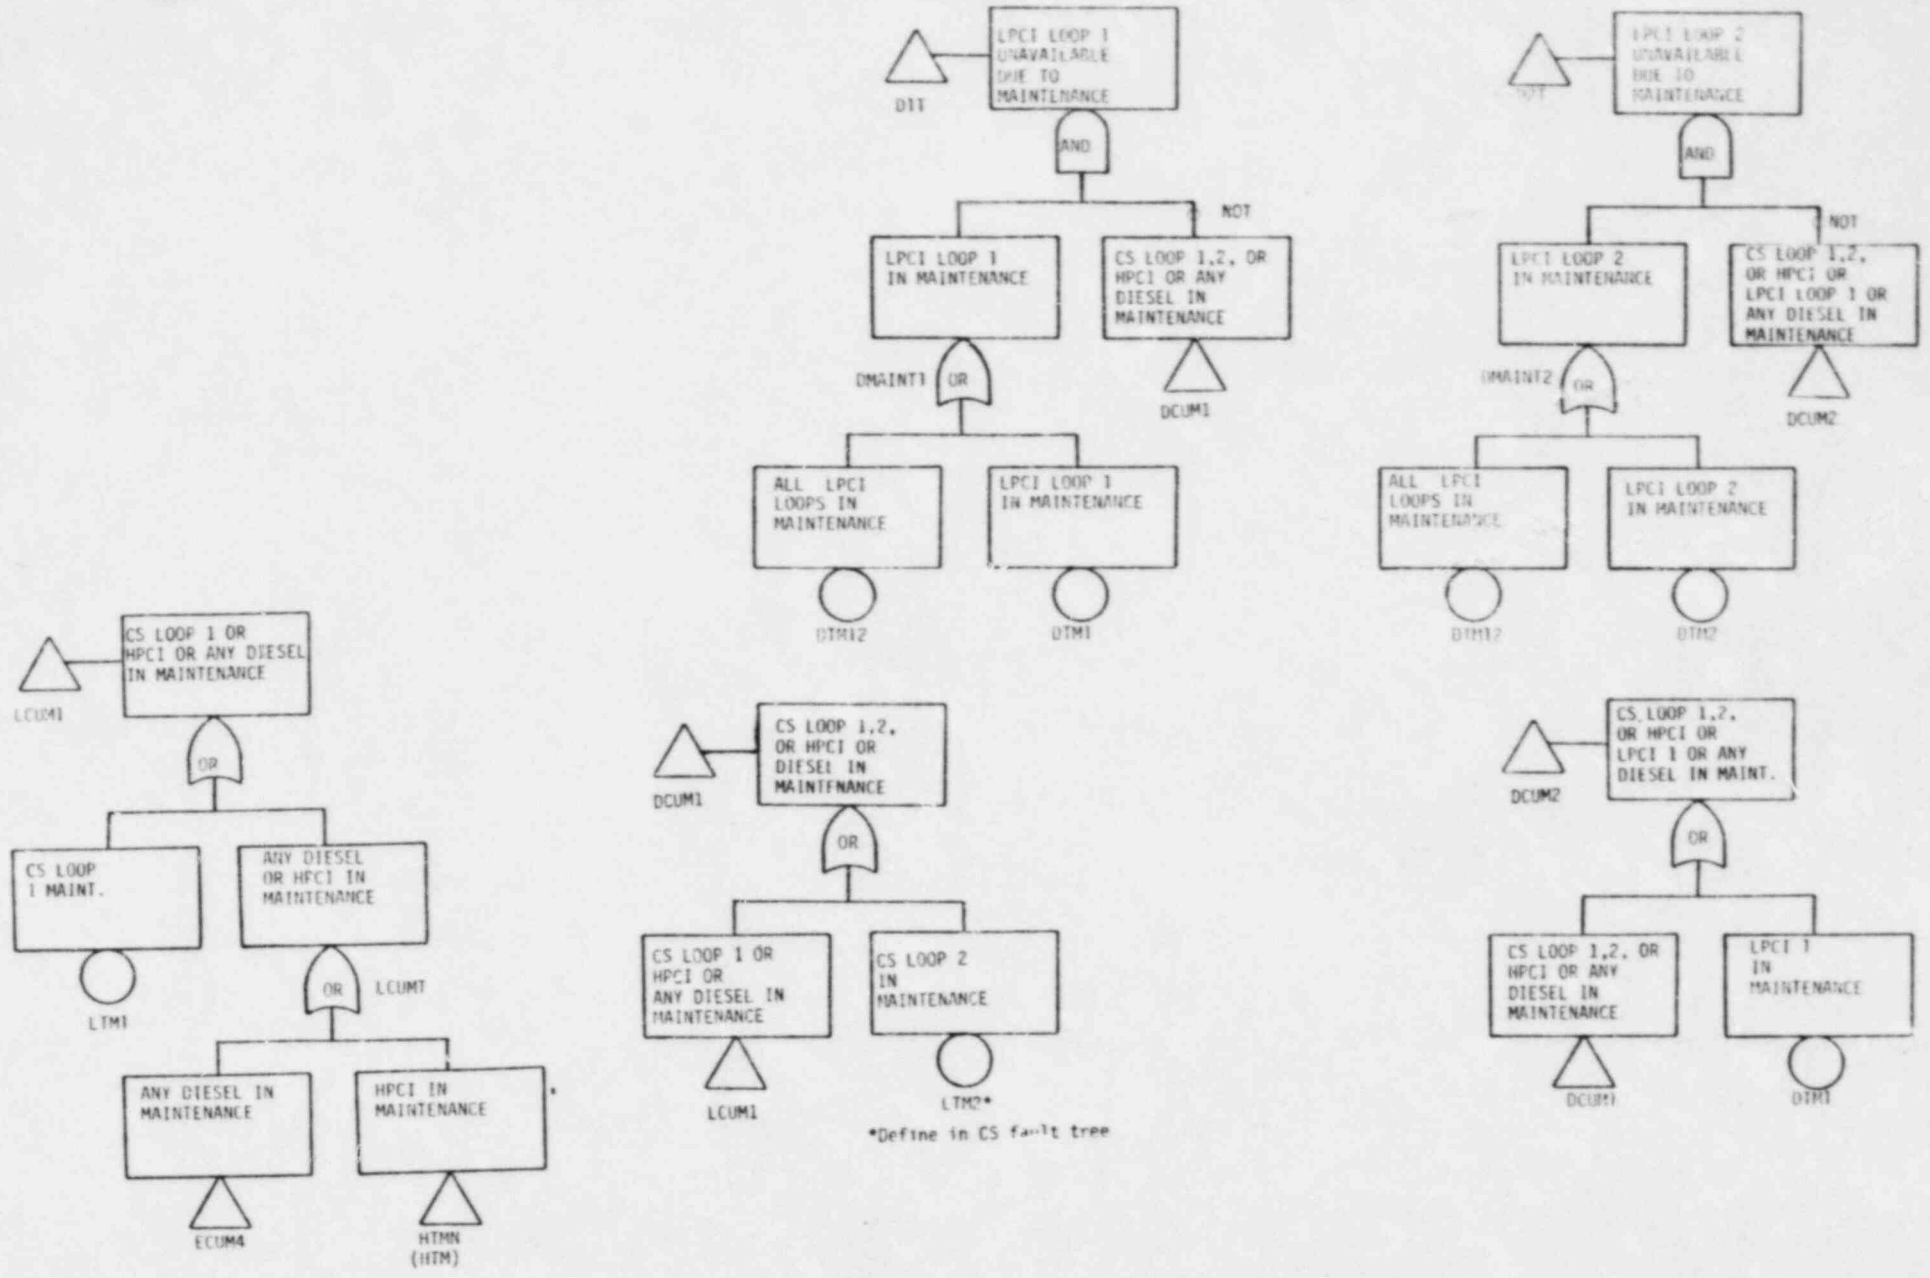 LPCI LOOP 1
UNAVAILABLE
DUE TO
MAINTENANCE
D1T
AND
NOT
LPCI LOOP 1
IN MAINTENANCE
CS LOOP 1,2, OR
HPCI OR ANY
DIESEL IN
MAINTENANCE
DMAINT1
OR
DCUM1
ALL LPCI
LOOPS IN
MAINTENANCE
LPCI LOOP 1
IN MAINTENANCE
DTM12
DTM1
LPCI LOOP 2
UNAVAILABLE
DUE TO
MAINTENANCE
AND
NOT
LPCI LOOP 2
IN MAINTENANCE
CS LOOP 1,2,
OR HPCI OR
LPCI LOOP 1 OR
ANY DIESEL IN
MAINTENANCE
DMAINT2
OR
DCUM2
ALL LPCI
LOOPS IN
MAINTENANCE
LPCI LOOP 2
IN MAINTENANCE
DTM12
DTM2
CS LOOP 1 OR
HPCI OR ANY DIESEL
IN MAINTENANCE
LCUM1
OR
CS LOOP
1 MAINT.
ANY DIESEL
OR HPCI IN
MAINTENANCE
LTM1
OR
LCUMT
ANY DIESEL IN
MAINTENANCE
HPCI IN
MAINTENANCE
ECUM4
HTMN
(HTM)
CS LOOP 1,2,
OR HPCI OR
DIESEL IN
MAINTENANCE
DCUM1
OR
CS LOOP 1 OR
HPCI OR
ANY DIESEL IN
MAINTENANCE
CS LOOP 2
IN
MAINTENANCE
LCUM1
LTM2*
*Define in CS fault tree
CS LOOP 1,2,
OR HPCI OR
LPCI 1 OR ANY
DIESEL IN MAINT.
DCUM2
OR
CS LOOP 1,2, OR
HPCI OR ANY
DIESEL IN
MAINTENANCE
LPCI 1
IN
MAINTENANCE
DCUM1
DTM1